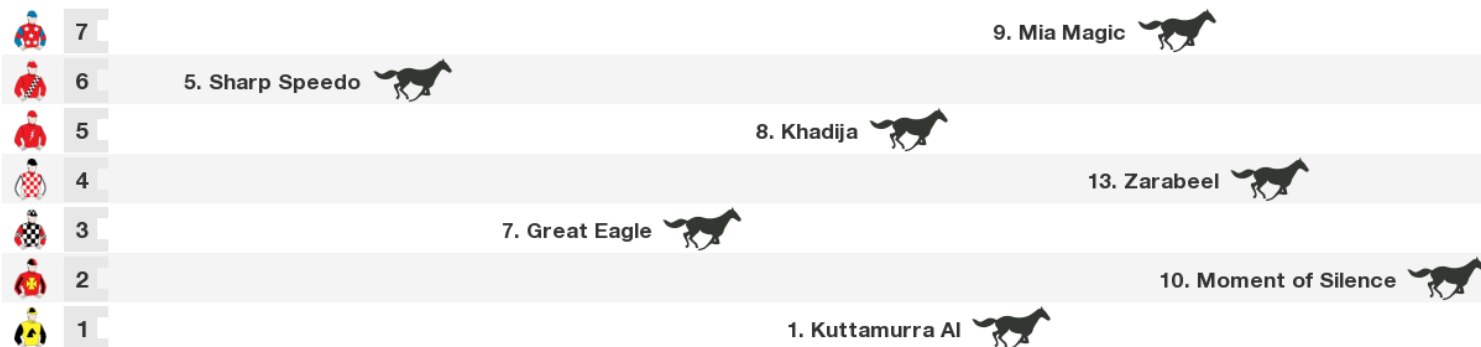 7 9. Mia Magic
6 5. Sharp Speedo
5 8. Khadija
4 13. Zarabeel
3 7. Great Eagle
2 10. Moment of Silence
1 1. Kuttamurra Al